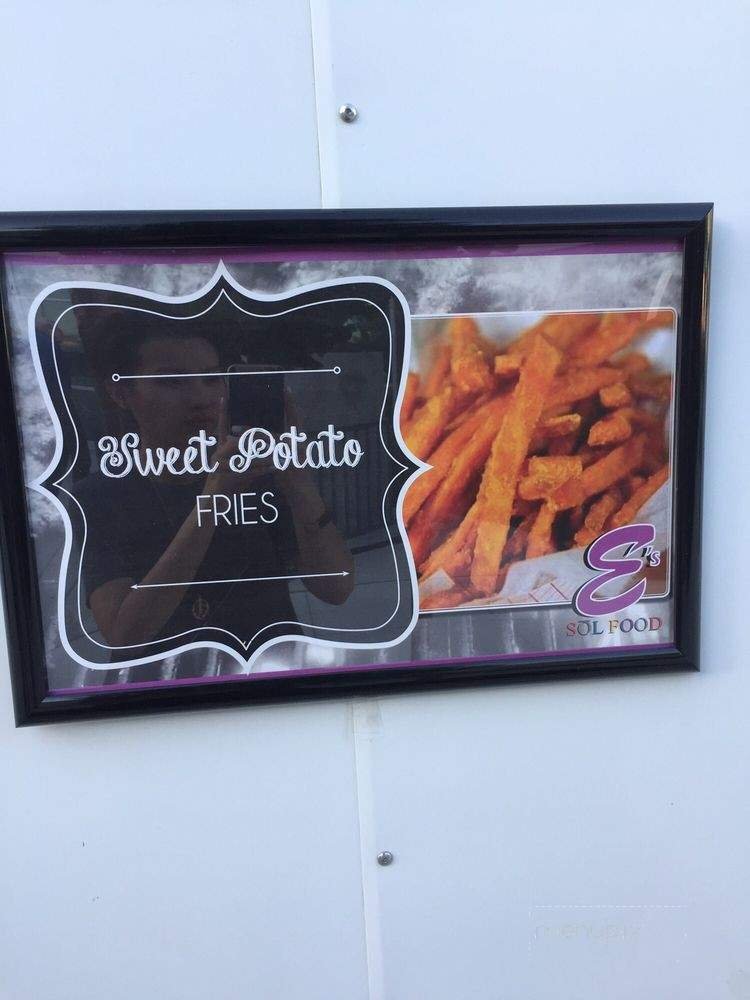 Sweet Potato
FRIES
E's
SOL FOOD